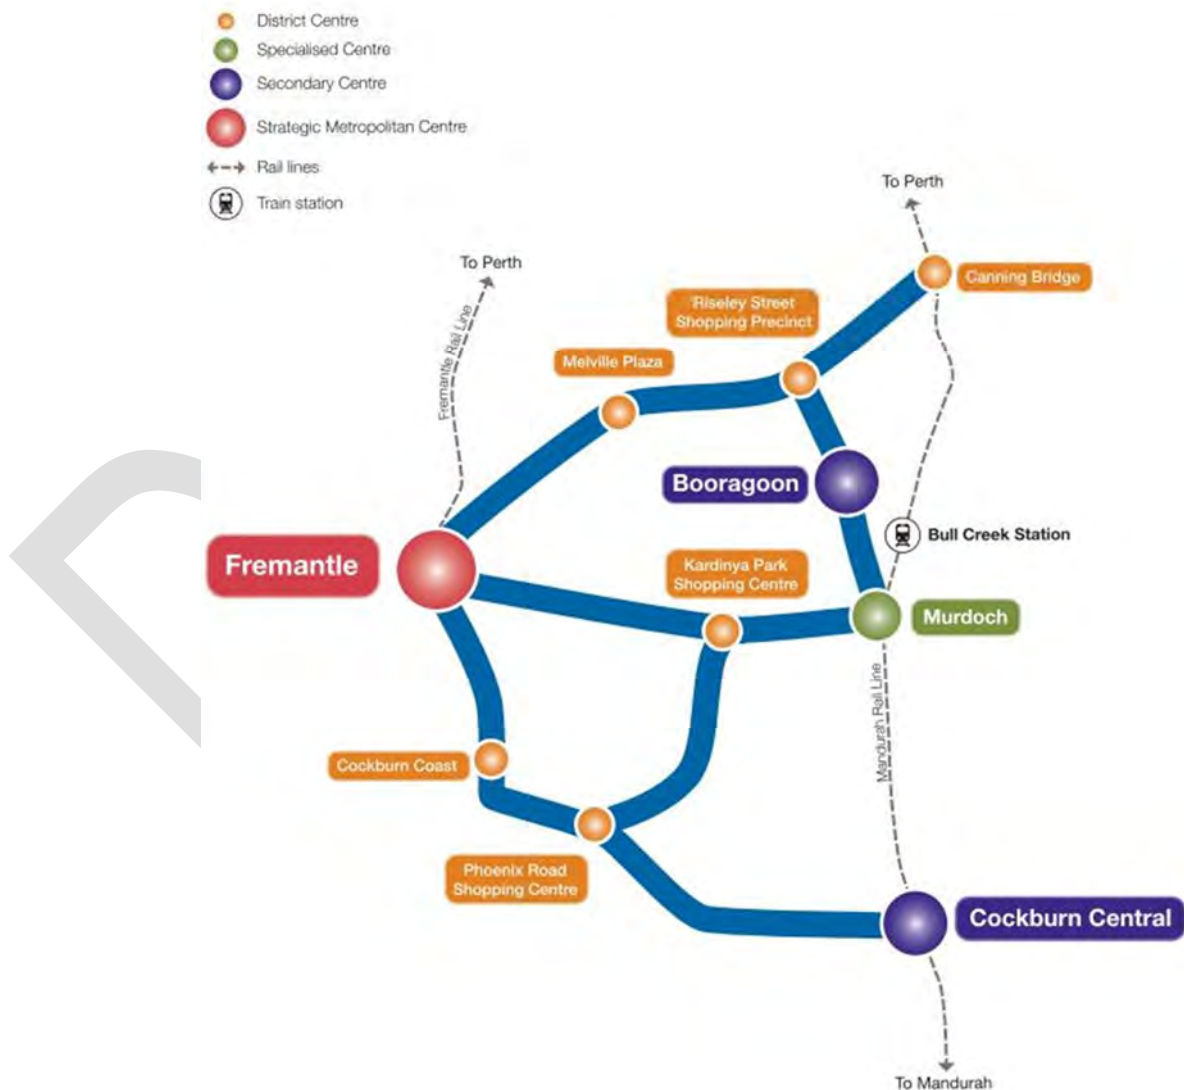 District Centre
Specialised Centre
Secondary Centre
Strategic Metropolitan Centre
Rail lines
Train station
To Perth
To Perth
Canning Bridge
Riseley Street
Shopping Precinct
Fremantle Rail Line
Melville Plaza
Booragoon
Bull Creek Station
Fremantle
Kardinya Park
Shopping Centre
Murdoch
Mandurah Rail Line
Cockburn Coast
Phoenix Road
Shopping Centre
Cockburn Central
To Mandurah